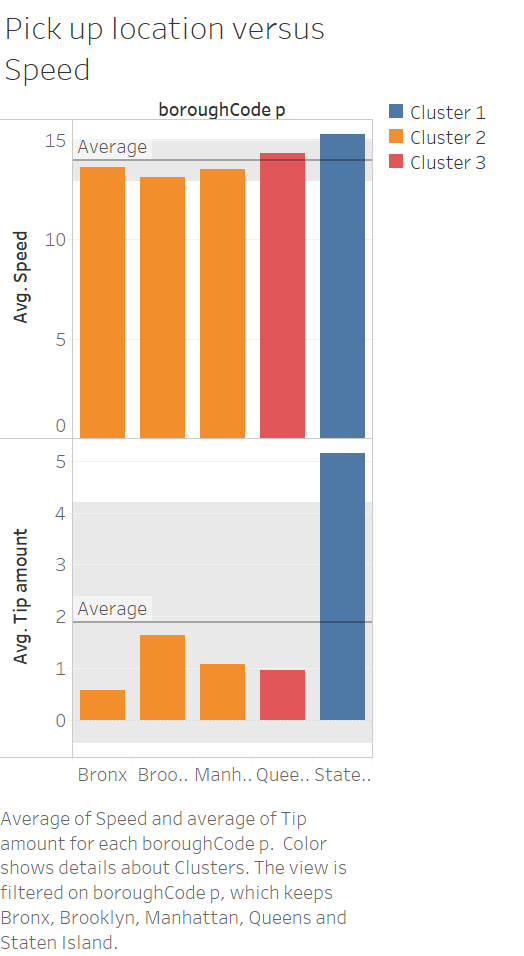 Pick up location versus
Speed
boroughCode p
Cluster 1
Cluster 2
Cluster 3
Avg. Speed
15
10
5
0
Average
Avg. Tip amount
5
4
3
2
1
0
Average
Bronx Broo.. Manh.. Quee.. State..
Average of Speed and average of Tip
amount for each boroughCode p.  Color
shows details about Clusters. The view is
filtered on boroughCode p, which keeps
Bronx, Brooklyn, Manhattan, Queens and
Staten Island.